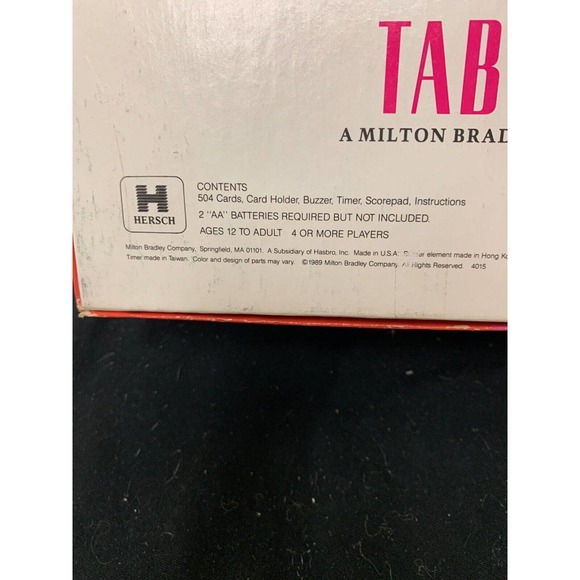 TAB
A MILTON BRAD
H
HERSCH
CONTENTS
504 Cards, Card Holder, Buzzer, Timer, Scorepad, Instructions
2 "AA" BATTERIES REQUIRED BUT NOT INCLUDED.
AGES 12 TO ADULT 4 OR MORE PLAYERS
Milton Bradley Company, Springfield, MA 01101. A Subsidiary of Hasbro, Inc. Made in U.S.A. element made in Hong K
Timer made in Taiwan. Color and design of parts may vary. ©1989 Milton Bradley Company. All Rights Reserved. 4015